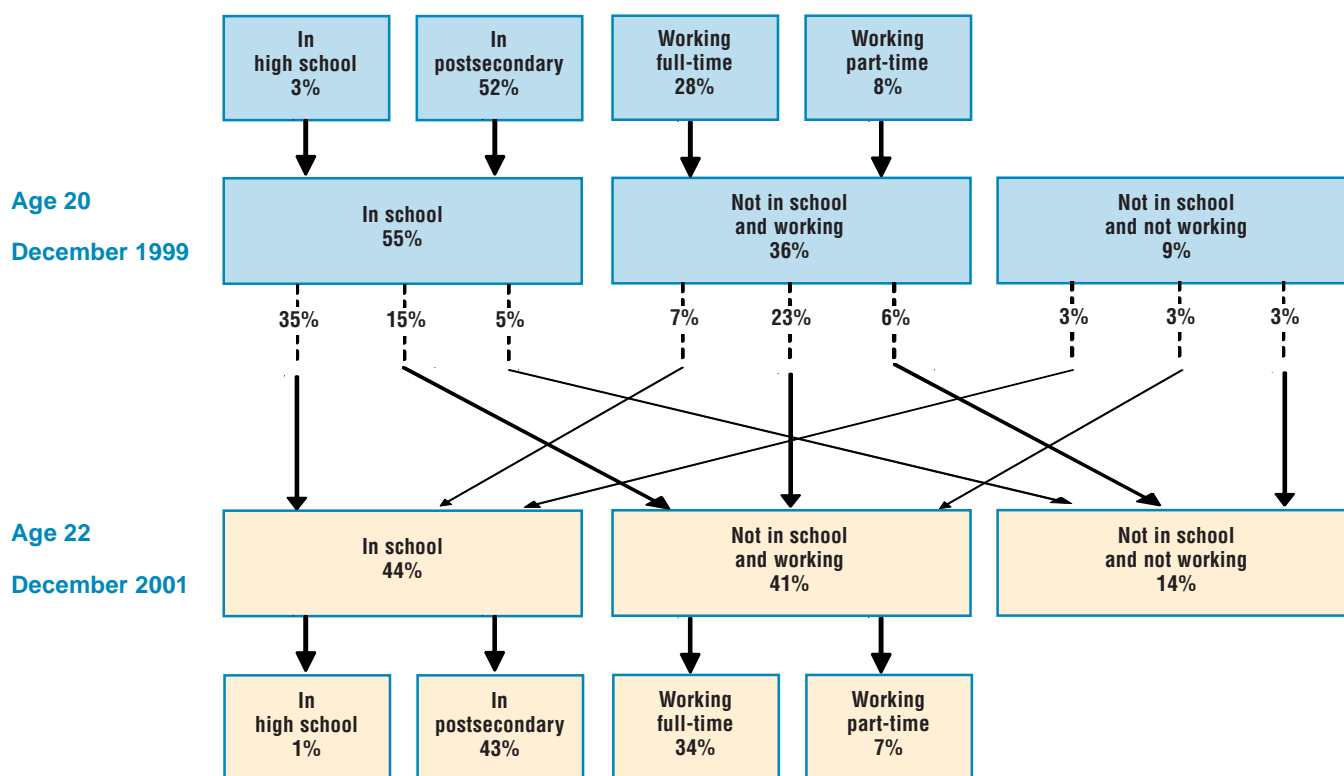 In
high school
3%
In
postsecondary
52%
Working
full-time
28%
Working
part-time
8%
Age 20
December 1999
In school
55%
Not in school
and working
36%
Not in school
and not working
9%
35%
15%
5%
7%
23%
6%
3%
3%
3%
Age 22
December 2001
In school
44%
Not in school
and working
41%
Not in school
and not working
14%
In
high school
1%
In
postsecondary
43%
Working
full-time
34%
Working
part-time
7%